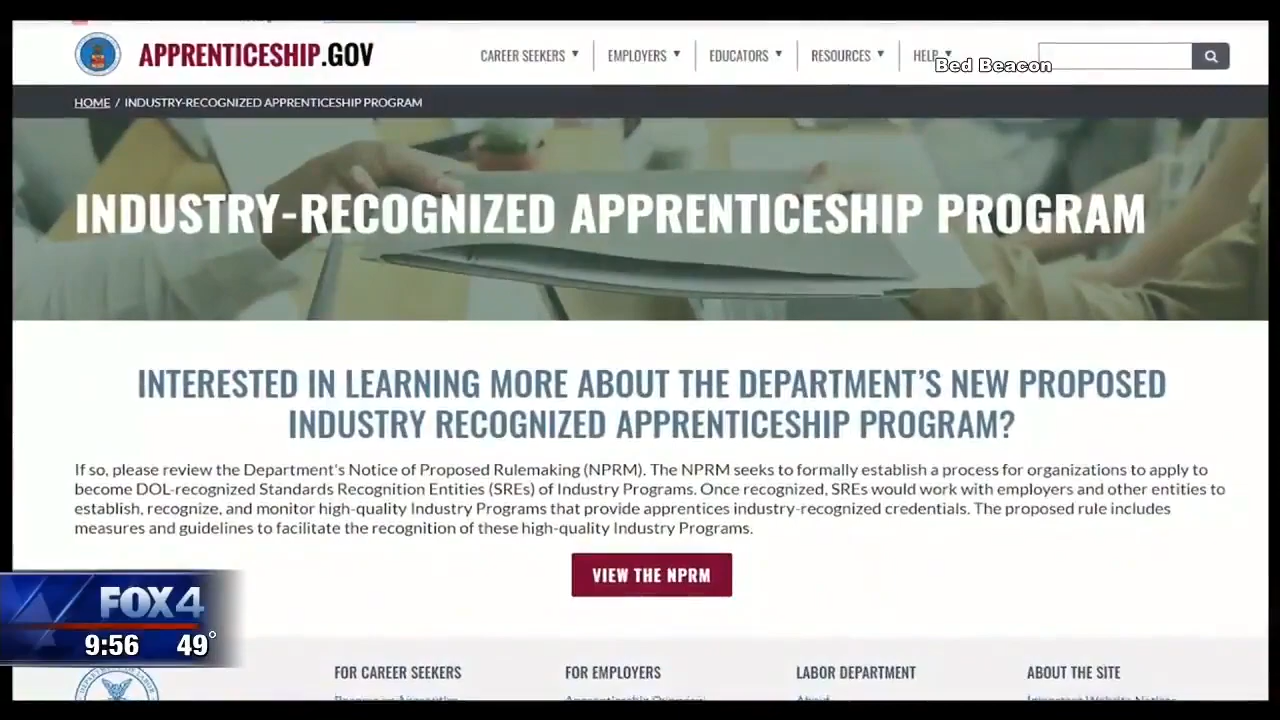 APPRENTICESHIP.GOV
CAREER SEEKERS
EMPLOYERS
EDUCATORS
RESOURCES
HELP
Bed Beacon
HOME / INDUSTRY-RECOGNIZED APPRENTICESHIP PROGRAM
INDUSTRY-RECOGNIZED APPRENTICESHIP PROGRAM
INTERESTED IN LEARNING MORE ABOUT THE DEPARTMENT'S NEW PROPOSED
INDUSTRY RECOGNIZED APPRENTICESHIP PROGRAM?
If so, please review the Department's Notice of Proposed Rulemaking (NPRM). The NPRM seeks to formally establish a process for organizations to apply to
become DOL-recognized Standards Recognition Entities (SREs) of Industry Programs. Once recognized, SREs would work with employers and other entities to
establish, recognize, and monitor high-quality Industry Programs that provide apprentices industry-recognized credentials. The proposed rule includes
measures and guidelines to facilitate the recognition of these high-quality Industry Programs.
VIEW THE NPRM
FOX 4
9:56 49°
FOR CAREER SEEKERS
FOR EMPLOYERS
LABOR DEPARTMENT
ABOUT THE SITE